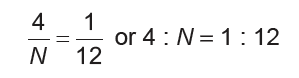 4/N = 1/12 or 4 : N = 1 : 12